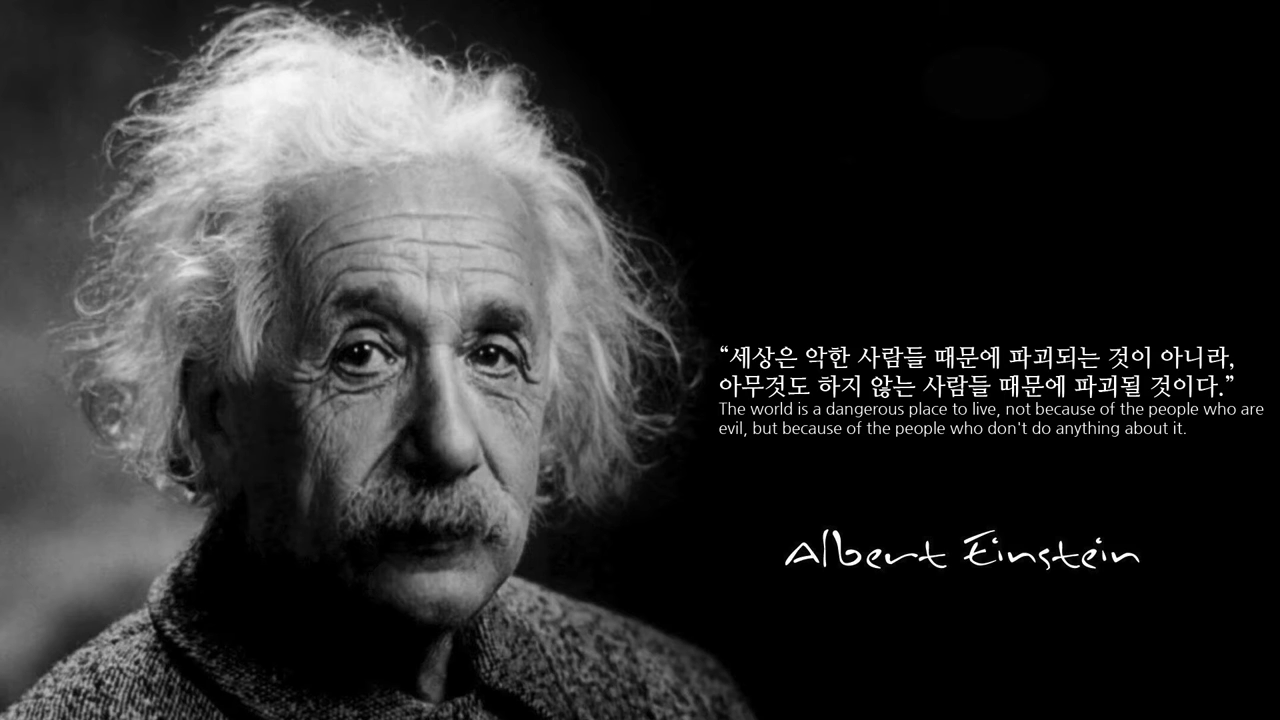 “세상은 악한 사람들 때문에 파괴되는 것이 아니라,
아무것도 하지 않는 사람들 때문에 파괴될 것이다.”
The world is a dangerous place to live, not because of the people who are
evil, but because of the people who don't do anything about it.
Albert Einstein